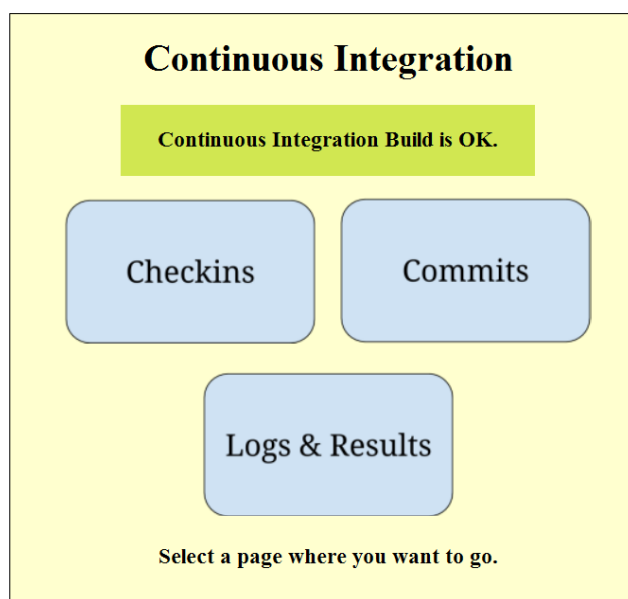 Continuous Integration
Continuous Integration Build is OK.
Checkins
Commits
Logs & Results
Select a page where you want to go.